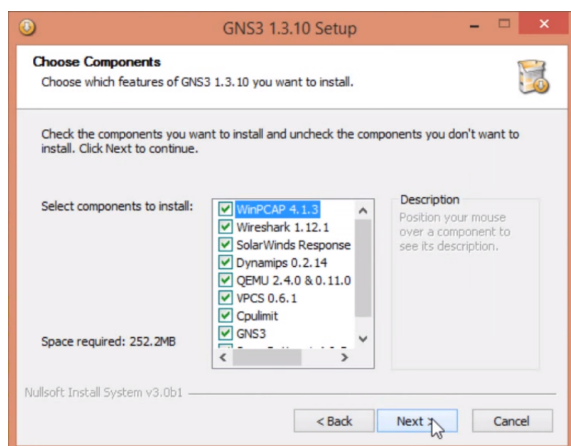 GNS3 1.3.10 Setup
Choose Components
Choose which features of GNS3 1.3.10 you want to install.
Check the components you want to install and uncheck the components you don't want to
install. Click Next to continue.
Select components to install:
WinPCAP 4.1.3
Wireshark 1.12.1
SolarWinds Response
Dynamips 0.2.14
QEMU 2.4.0 & 0.11.0
VPCS 0.6.1
Cpulimit
GNS3
Description
Position your mouse
over a component to
see its description.
Space required: 252.2MB
Nullsoft Install System v3.0b1
< Back
Next >
Cancel